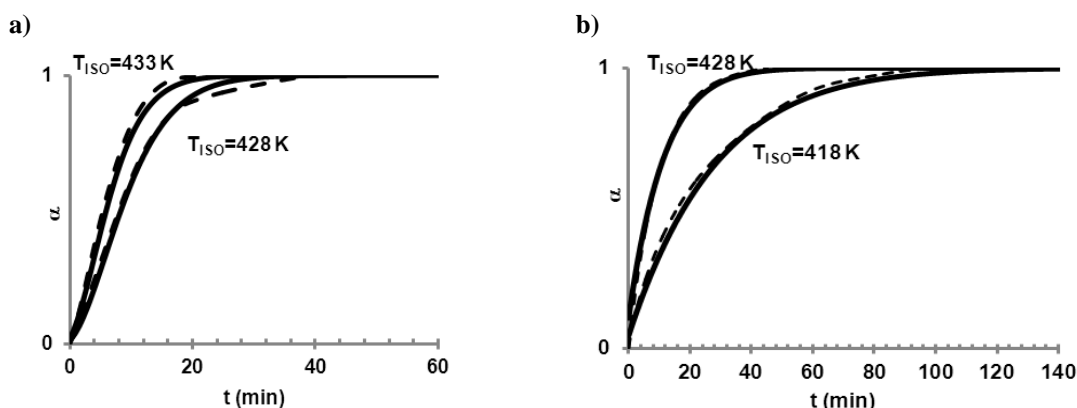 a)
T_ISO=433 K
1
T_ISO=428 K
α
0
0 20 40 60
t (min)
b)
T_ISO=428 K
1
T_ISO=418 K
α
0
0 20 40 60 80 100 120 140
t (min)